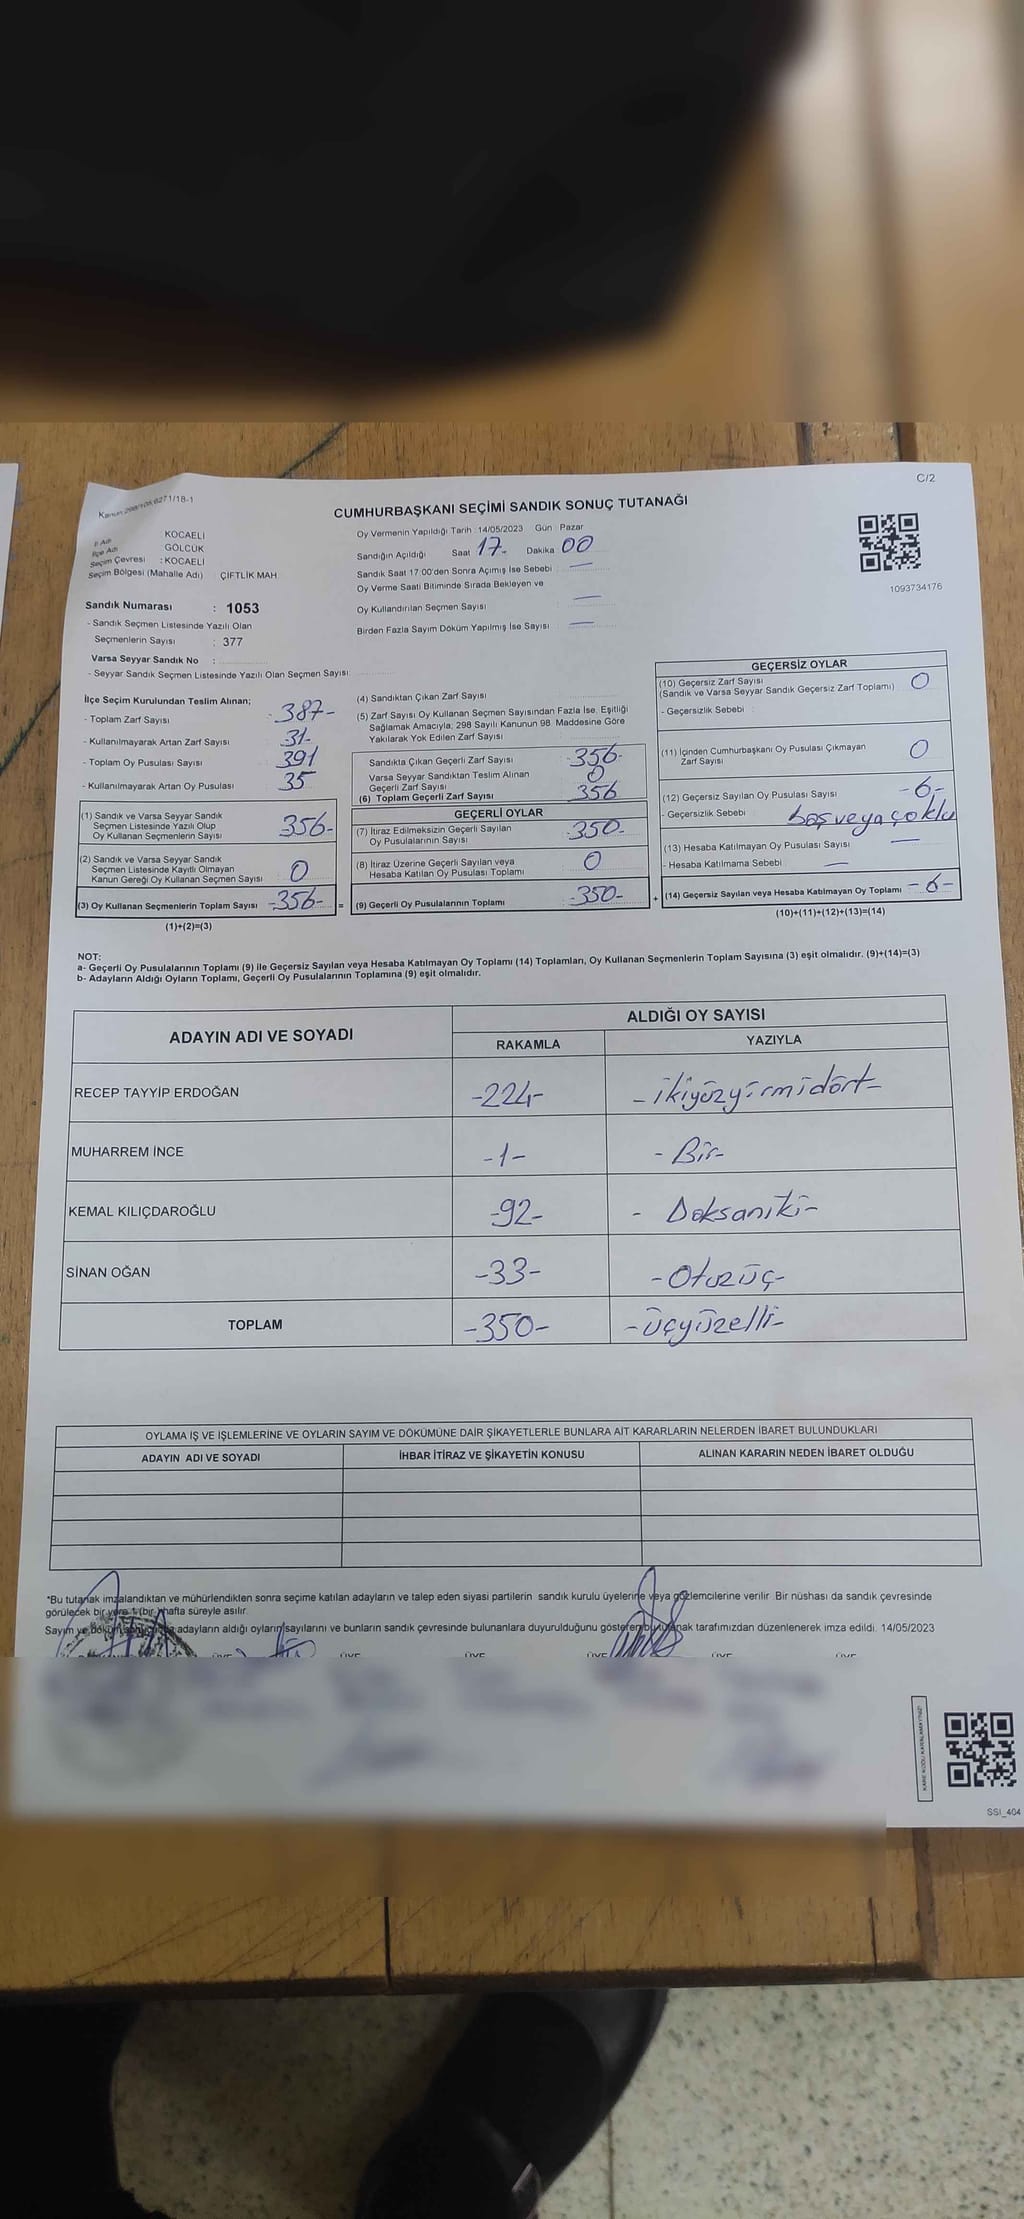 C/2
Kanun:298/105;6271/18-1
CUMHURBAŞKANI SEÇİMİ SANDIK SONUÇ TUTANAĞI
İl Adı KOCAELİ
İlçe Adı GÖLCÜK
Seçim Çevresi : KOCAELİ
Seçim Bölgesi (Mahalle Adı) ÇİFTLİK MAH
Sandık Numarası : 1053
- Sandık Seçmen Listesinde Yazılı Olan
Seçmenlerin Sayısı : 377
Varsa Seyyar Sandık No :
- Seyyar Sandık Seçmen Listesinde Yazılı Olan Seçmen Sayısı:
Oy Vermenin Yapıldığı Tarih : 14/05/2023 Gün : Pazar
Sandığın Açıldığı Saat 17- Dakika 00
Sandık Saat 17:00'den Sonra Açımış İse Sebebi : —
Oy Verme Saati Bitiminde Sırada Bekleyen ve
Oy Kullandırılan Seçmen Sayısı : —
Birden Fazla Sayım Döküm Yapılmış İse Sayısı : —
1093734176
İlçe Seçim Kurulundan Teslim Alınan;
- Toplam Zarf Sayısı : 387-
- Kullanılmayarak Artan Zarf Sayısı : 31-
- Toplam Oy Pusulası Sayısı : 391
- Kullanılmayarak Artan Oy Pusulası : 35
(1) Sandık ve Varsa Seyyar Sandık
Seçmen Listesinde Yazılı Olup
Oy Kullanan Seçmenlerin Sayısı 356-
(2) Sandık ve Varsa Seyyar Sandık
Seçmen Listesinde Kayıtlı Olmayan
Kanun Gereği Oy Kullanan Seçmen Sayısı 0
(3) Oy Kullanan Seçmenlerin Toplam Sayısı -356- =
(1)+(2)=(3)
(4) Sandıktan Çıkan Zarf Sayısı :
(5) Zarf Sayısı Oy Kullanan Seçmen Sayısından Fazla İse, Eşitliği
Sağlamak Amacıyla; 298 Sayılı Kanunun 98. Maddesine Göre
Yakılarak Yok Edilen Zarf Sayısı :
Sandıkta Çıkan Geçerli Zarf Sayısı : 356-
Varsa Seyyar Sandıktan Teslim Alınan
Geçerli Zarf Sayısı : 0
(6) Toplam Geçerli Zarf Sayısı : 356
GEÇERLİ OYLAR
(7) İtiraz Edilmeksizin Geçerli Sayılan
Oy Pusulalarının Sayısı : 350-
(8) İtiraz Üzerine Geçerli Sayılan veya
Hesaba Katılan Oy Pusulası Toplamı : 0
(9) Geçerli Oy Pusulalarının Toplamı : -350- +
GEÇERSİZ OYLAR
(10) Geçersiz Zarf Sayısı
(Sandık ve Varsa Seyyar Sandık Geçersiz Zarf Toplamı) : 0
- Geçersizlik Sebebi :
(11) İçinden Cumhurbaşkanı Oy Pusulası Çıkmayan
Zarf Sayısı : 0
(12) Geçersiz Sayılan Oy Pusulası Sayısı : -6-
- Geçersizlik Sebebi : boş veya çoklu
(13) Hesaba Katılmayan Oy Pusulası Sayısı : —
- Hesaba Katılmama Sebebi : —
(14) Geçersiz Sayılan veya Hesaba Katılmayan Oy Toplamı - 6-
(10)+(11)+(12)+(13)=(14)
NOT:
a- Geçerli Oy Pusulalarının Toplamı (9) ile Geçersiz Sayılan veya Hesaba Katılmayan Oy Toplamı (14) Toplamları, Oy Kullanan Seçmenlerin Toplam Sayısına (3) eşit olmalıdır. (9)+(14)=(3)
b- Adayların Aldığı Oyların Toplamı, Geçerli Oy Pusulalarının Toplamına (9) eşit olmalıdır.
ADAYIN ADI VE SOYADI
ALDIĞI OY SAYISI
RAKAMLA YAZIYLA
RECEP TAYYİP ERDOĞAN -224- - ikiyüzyirmidört-
MUHARREM İNCE -1- - Bir-
KEMAL KILIÇDAROĞLU -92- - Doksaniki-
SİNAN OĞAN -33- -Otuzüç-
TOPLAM -350- -üçyüzelli-
OYLAMA İŞ VE İŞLEMLERİNE VE OYLARIN SAYIM VE DÖKÜMÜNE DAİR ŞİKAYETLERLE BUNLARA AİT KARARLARIN NELERDEN İBARET BULUNDUKLARI
ADAYIN ADI VE SOYADI İHBAR İTİRAZ VE ŞİKAYETİN KONUSU ALINAN KARARIN NEDEN İBARET OLDUĞU
*Bu tutanak imzalandıktan ve mühürlendikten sonra seçime katılan adayların ve talep eden siyasi partilerin sandık kurulu üyelerine veya gözlemcilerine verilir. Bir nüshası da sandık çevresinde
görülecek bir yere 1 (bir) hafta süreyle asılır.
Sayım ve döküm adayların aldığı oyların sayılarını ve bunların sandık çevresinde bulunanlara duyurulduğunu gösteren bu tutanak tarafımızdan düzenlenerek imza edildi. 14/05/2023
ÜYE ÜYE ÜYE ÜYE ÜYE
SSI_404